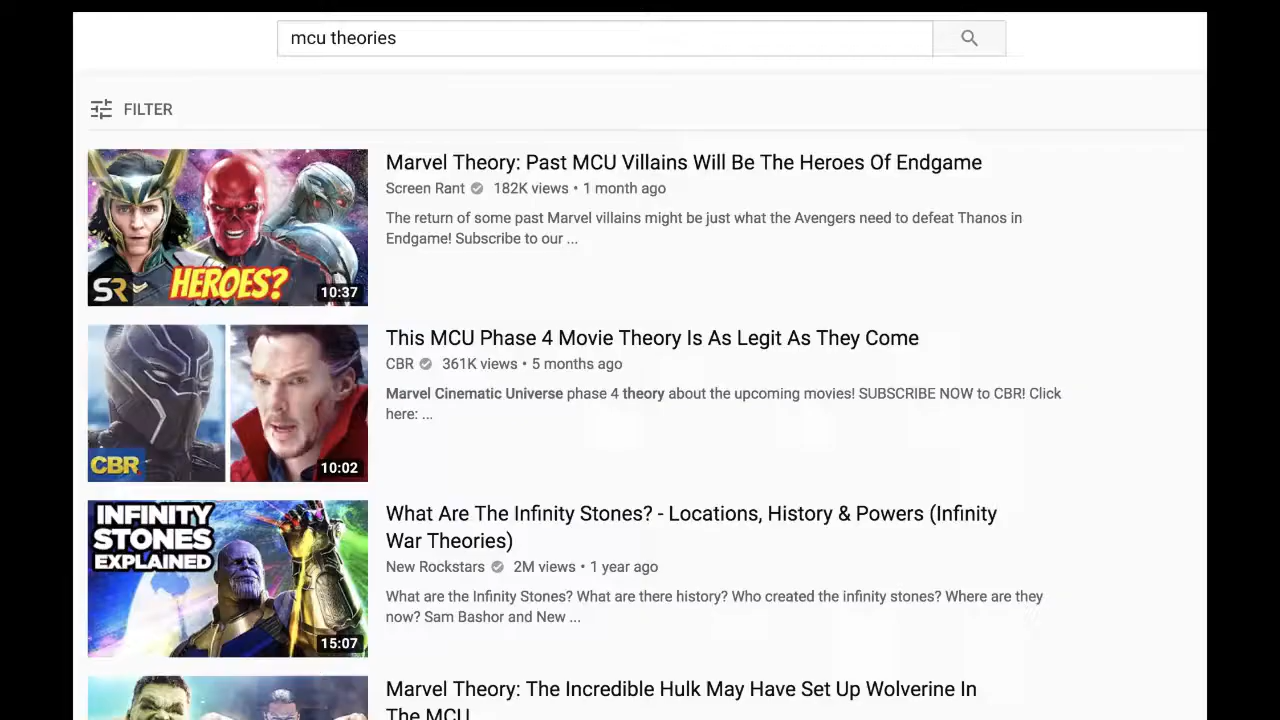 mcu theories
FILTER
HEROES?
SR
10:37
Marvel Theory: Past MCU Villains Will Be The Heroes Of Endgame
Screen Rant 182K views • 1 month ago
The return of some past Marvel villains might be just what the Avengers need to defeat Thanos in
Endgame! Subscribe to our ...
CBR
10:02
This MCU Phase 4 Movie Theory Is As Legit As They Come
CBR 361K views • 5 months ago
Marvel Cinematic Universe phase 4 theory about the upcoming movies! SUBSCRIBE NOW to CBR! Click
here: ...
INFINITY
STONES
EXPLAINED
15:07
What Are The Infinity Stones? - Locations, History & Powers (Infinity
War Theories)
New Rockstars 2M views • 1 year ago
What are the Infinity Stones? What are there history? Who created the infinity stones? Where are they
now? Sam Bashor and New ...
Marvel Theory: The Incredible Hulk May Have Set Up Wolverine In
The MCU